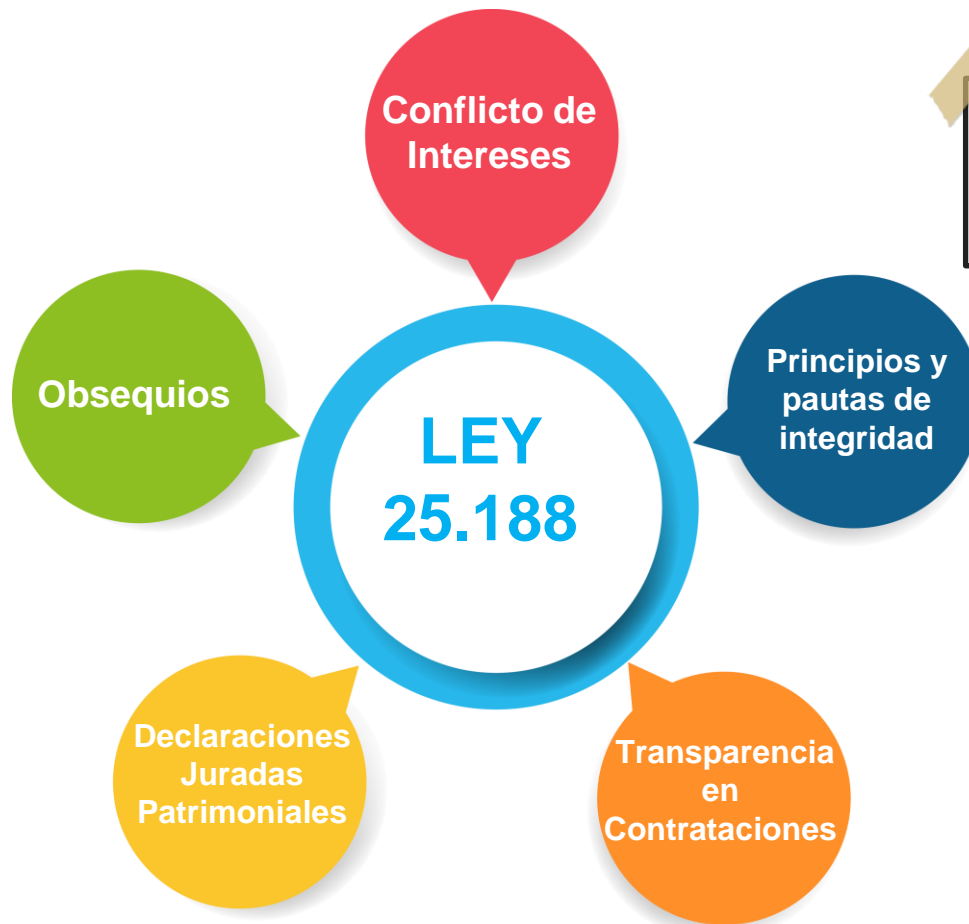 Conflicto de
Intereses
Obsequios
Principios y
pautas de
integridad
LEY
25.188
Declaraciones
Juradas
Patrimoniales
Transparencia
en
Contrataciones